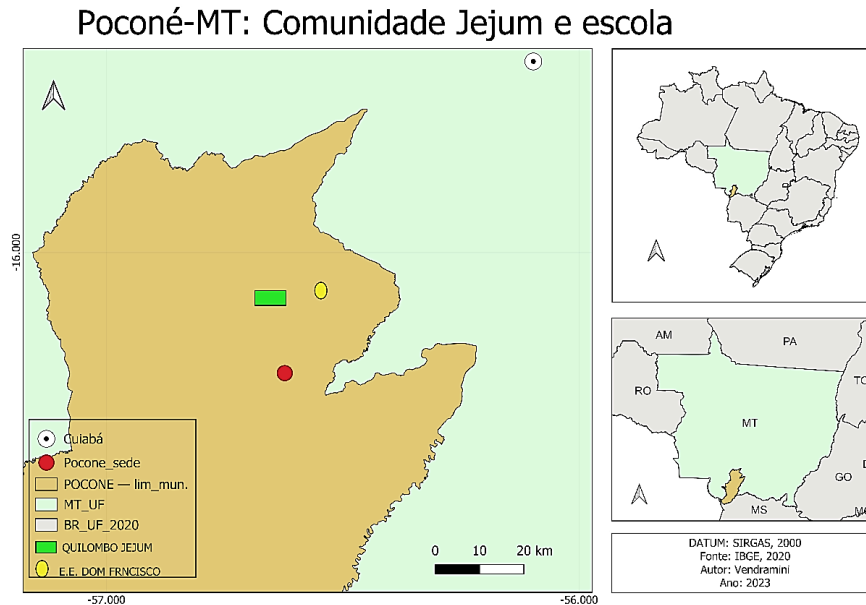 Poconé-MT: Comunidade Jejum e escola
-16.000
Cuiabá
Pocone_sede
POCONE — lim_mun.
MT_UF
BR_UF_2020
QUILOMBO JEJUM
E.E. DOM FRNCISCO
0 10 20 km
-57.000
-56.000
AM
PA
RO
TO
MT
GO
D
MS
MG
DATUM: SIRGAS, 2000
Fonte: IBGE, 2020
Autor: Vendramini
Ano: 2023